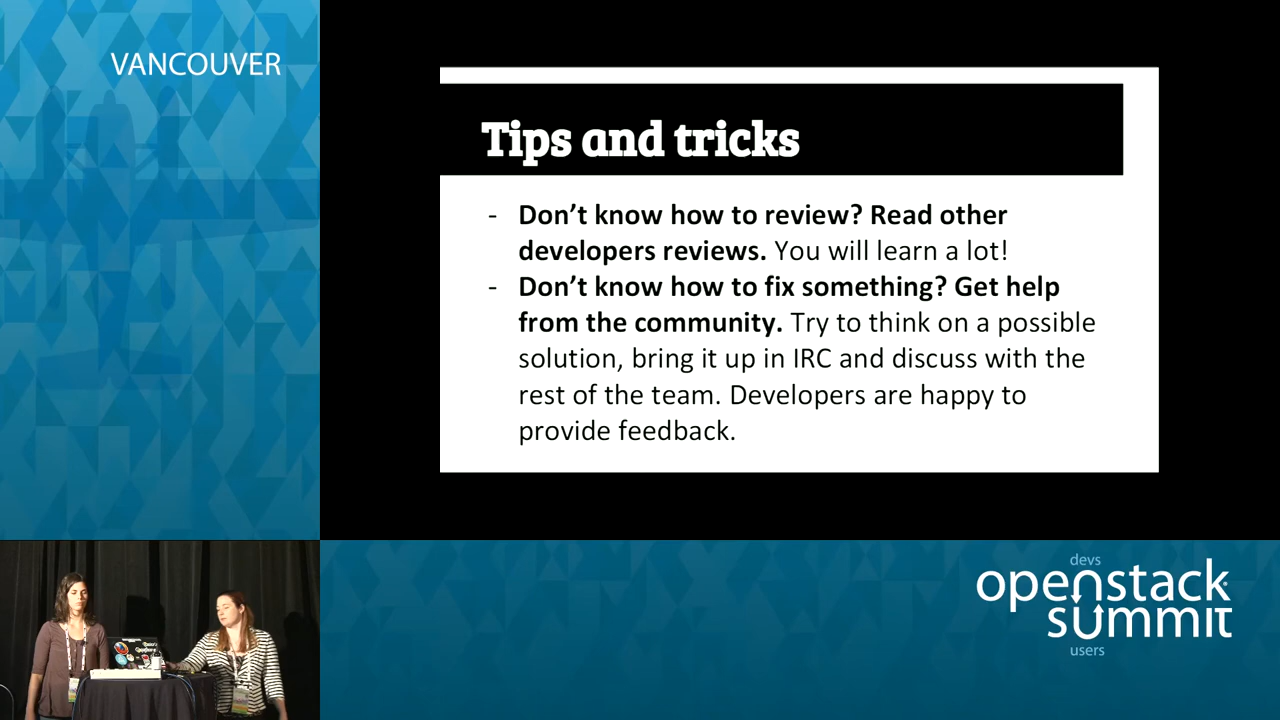 VANCOUVER
Tips and tricks
- Don’t know how to review? Read other
developers reviews. You will learn a lot!
- Don’t know how to fix something? Get help
from the community. Try to think on a possible
solution, bring it up in IRC and discuss with the
rest of the team. Developers are happy to
provide feedback.
devs
openstack
summit
users